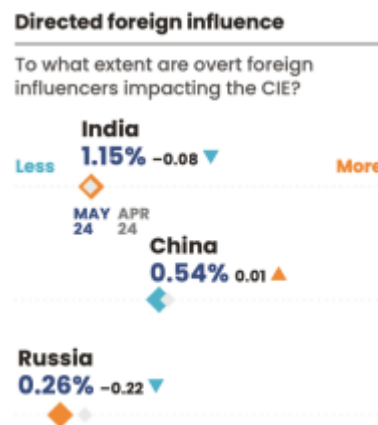 Directed foreign influence
To what extent are overt foreign
influencers impacting the CIE?
India
1.15% -0.08 ▼
Less
More
MAY APR
24 24
China
0.54% 0.01 ▲
Russia
0.26% -0.22 ▼